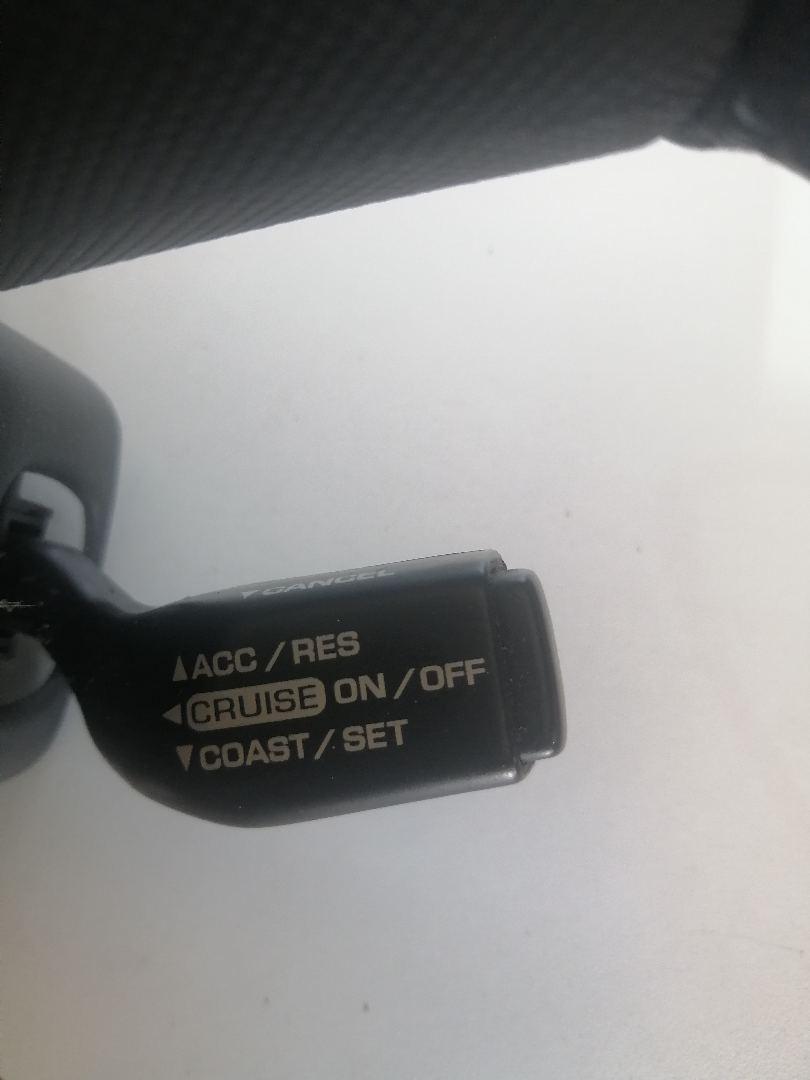 ▼CANCEL
▲ACC / RES
◀CRUISE ON / OFF
▼COAST / SET